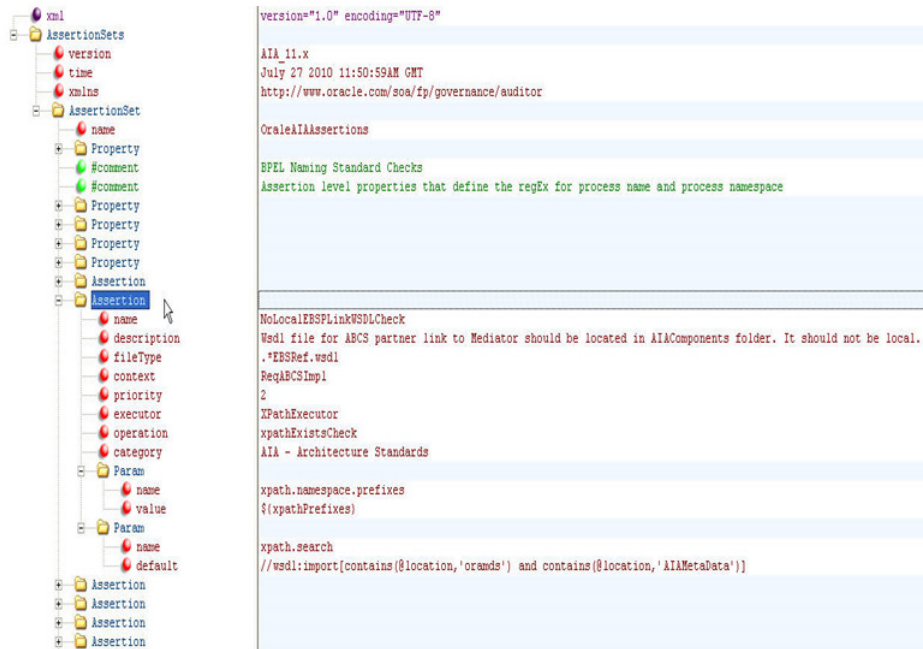 xml version="1.0" encoding="UTF-8"
AssertionSets
version AIA_11.x
time July 27 2010 11:50:59AM GMT
xmlns http://www.oracle.com/soa/fp/governance/auditor
AssertionSet
name OraleAIAAssertions
Property
#comment BPEL Naming Standard Checks
#comment Assertion level properties that define the regEx for process name and process namespace
Property
Property
Property
Property
Assertion
Assertion
name NoLocalEBSPLinkWSDLCheck
description Wsdl file for ABCS partner link to Mediator should be located in AIAComponents folder. It should not be local.
fileType .*EBSRef.wsdl
context ReqABCSImpl
priority 2
executor XPathExecutor
operation xpathExistsCheck
category AIA - Architecture Standards
Param
name xpath.namespace.prefixes
value $(xpathPrefixes)
Param
name xpath.search
default //wsdl:import[contains(@location,'oramds') and contains(@location,'AIAMetaData')]
Assertion
Assertion
Assertion
Assertion